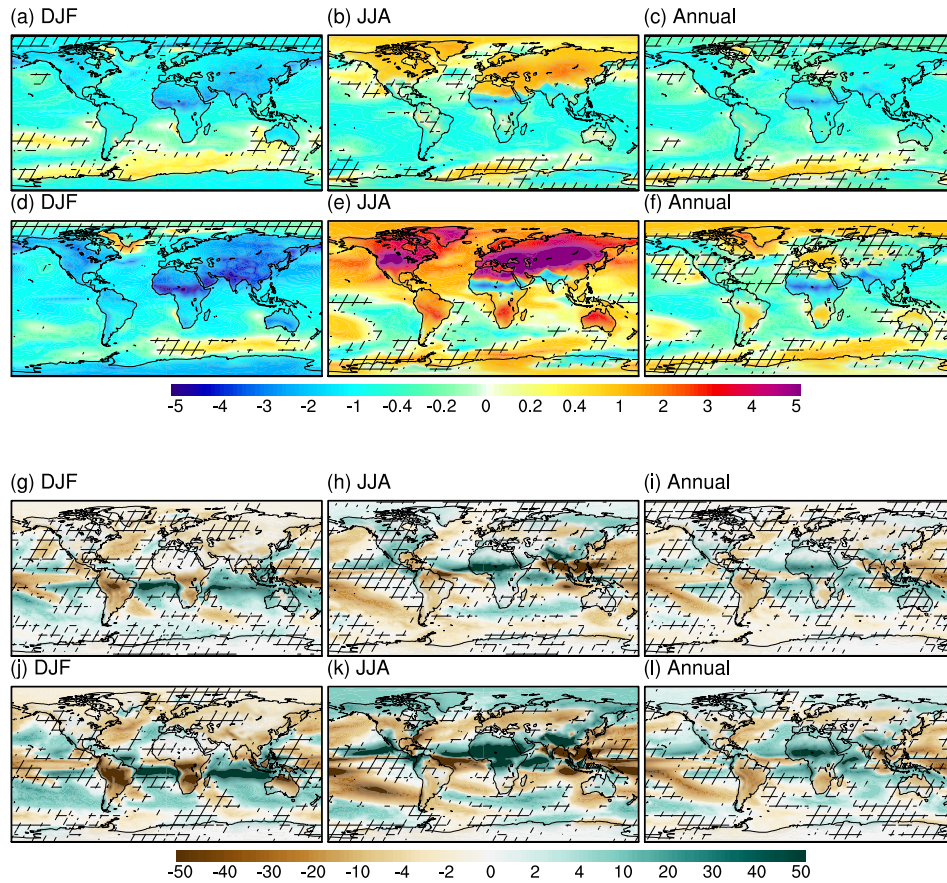 (a) DJF (b) JJA (c) Annual
(d) DJF (e) JJA (f) Annual
-5 -4 -3 -2 -1 -0.4 -0.2 0 0.2 0.4 1 2 3 4 5
(g) DJF (h) JJA (i) Annual
(j) DJF (k) JJA (l) Annual
-50 -40 -30 -20 -10 -4 -2 0 2 4 10 20 30 40 50